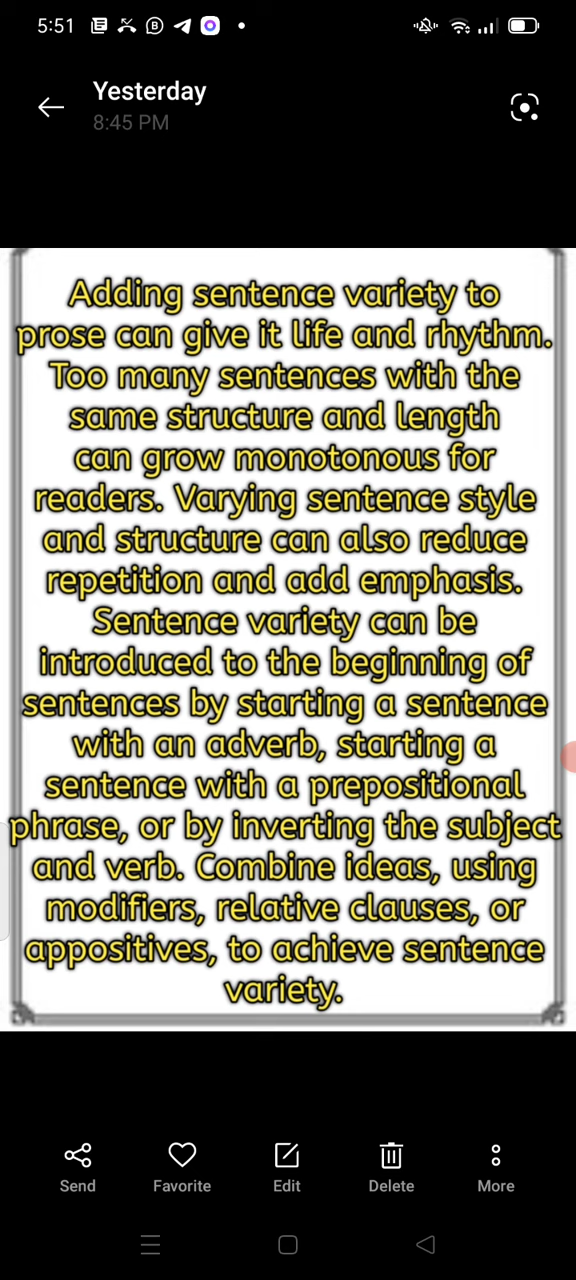 5:51
Yesterday
8:45 PM
Adding sentence variety to
prose can give it life and rhythm.
Too many sentences with the
same structure and length
can grow monotonous for
readers. Varying sentence style
and structure can also reduce
repetition and add emphasis.
Sentence variety can be
introduced to the beginning of
sentences by starting a sentence
with an adverb, starting a
sentence with a prepositional
phrase, or by inverting the subject
and verb. Combine ideas, using
modifiers, relative clauses, or
appositives, to achieve sentence
variety.
Send Favorite Edit Delete More